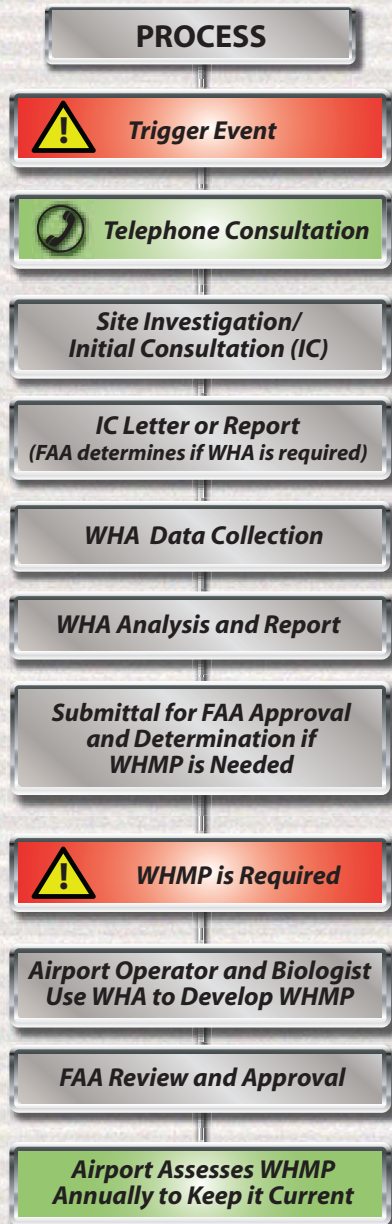 PROCESS
! Trigger Event
Telephone Consultation
Site Investigation/
Initial Consultation (IC)
IC Letter or Report
(FAA determines if WHA is required)
WHA Data Collection
WHA Analysis and Report
Submittal for FAA Approval
and Determination if
WHMP is Needed
! WHMP is Required
Airport Operator and Biologist
Use WHA to Develop WHMP
FAA Review and Approval
Airport Assesses WHMP
Annually to Keep it Current